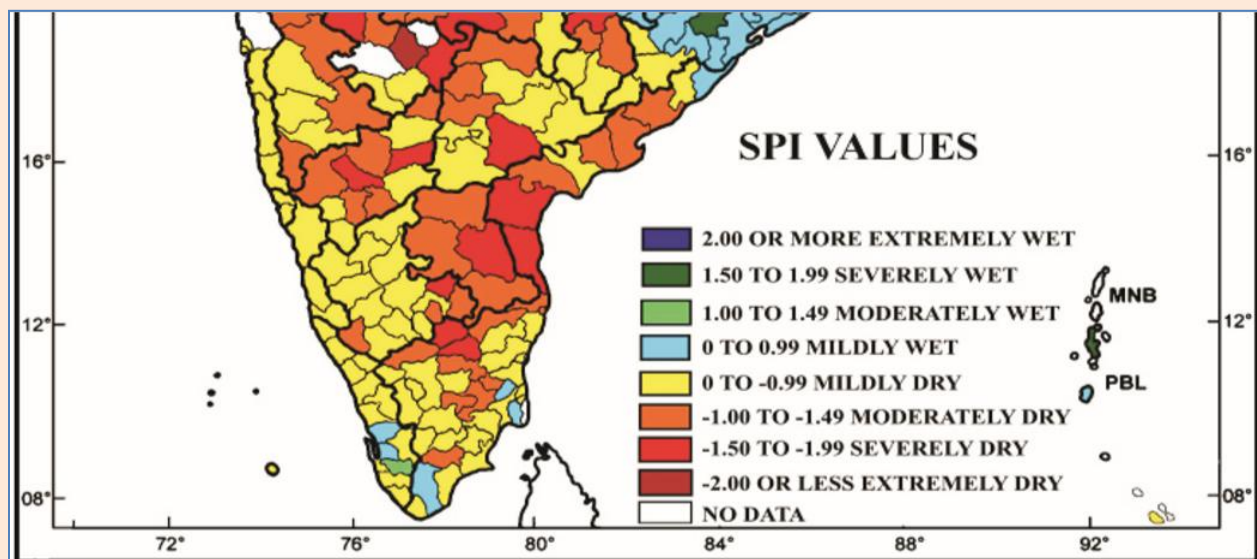 SPI VALUES
2.00 OR MORE EXTREMELY WET
1.50 TO 1.99 SEVERELY WET
1.00 TO 1.49 MODERATELY WET
0 TO 0.99 MILDLY WET
0 TO -0.99 MILDLY DRY
-1.00 TO -1.49 MODERATELY DRY
-1.50 TO -1.99 SEVERELY DRY
-2.00 OR LESS EXTREMELY DRY
NO DATA
MNB
PBL
16° 16°
12° 12°
08° 08°
72° 76° 80° 84° 88° 92°